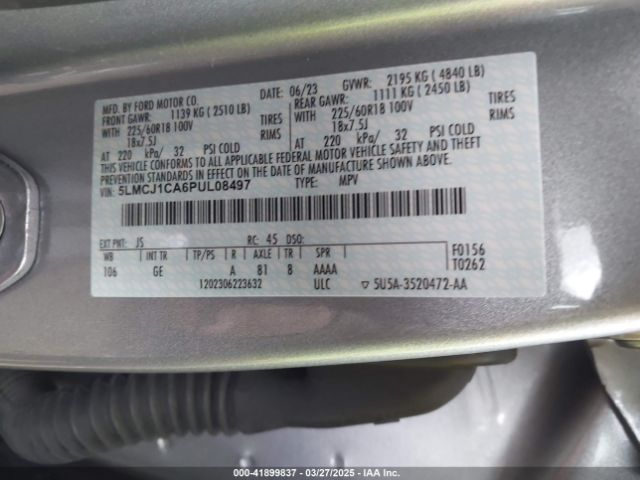 MFD. BY FORD MOTOR CO. DATE: 06/23 GVWR: 2195 KG ( 4840 LB)
FRONT GAWR: 1139 KG ( 2510 LB) REAR GAWR: 1111 KG ( 2450 LB)
WITH 225/60R18 100V TIRES WITH 225/60R18 100V TIRES
18x7.5J RIMS 18x7.5J RIMS
AT 220 kPa/ 32 PSI COLD AT 220 kPa/ 32 PSI COLD
THIS VEHICLE CONFORMS TO ALL APPLICABLE FEDERAL MOTOR VEHICLE SAFETY AND THEFT
PREVENTION STANDARDS IN EFFECT ON THE DATE OF MANUFACTURE SHOWN ABOVE.
VIN: 5LMCJ1CA6PUL08497 TYPE: MPV
EXT PNT: JS RC: 45 DSO:
WB INT TR TP/PS R AXLE TR SPR F0156
106 GE A 81 8 AAAA T0262
1202306223632 ULC ▽ 5U5A-3520472-AA
000-41899837 - 03/27/2025 - IAA Inc.